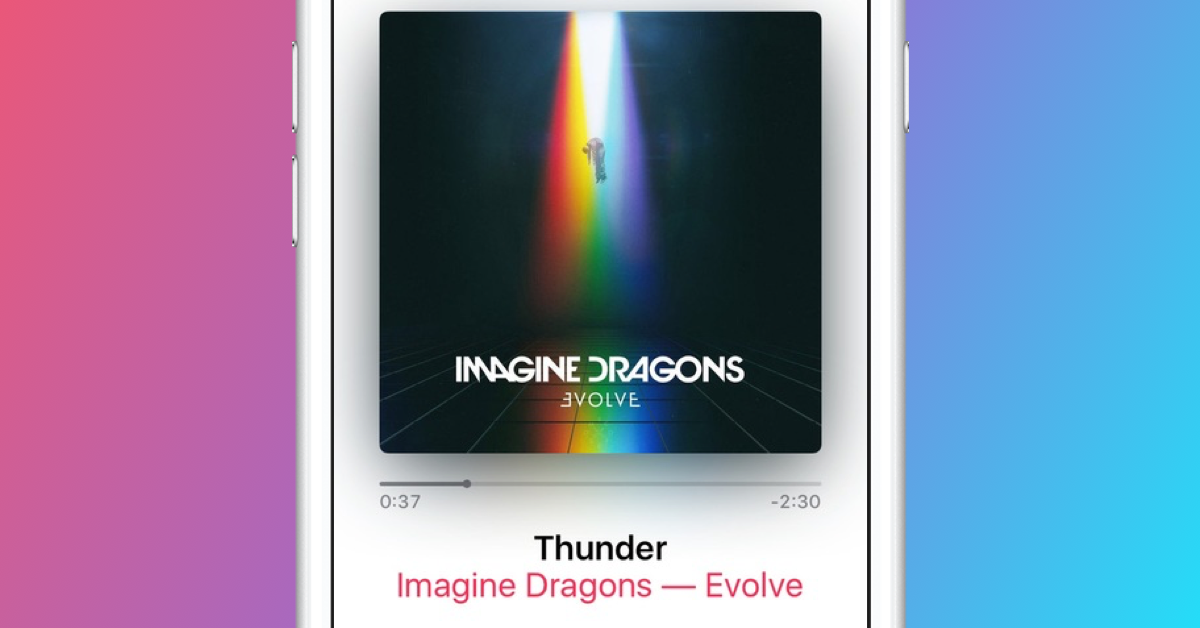 IMAGINE DRAGONS
EVOLVE
0:37 -2:30
Thunder
Imagine Dragons — Evolve